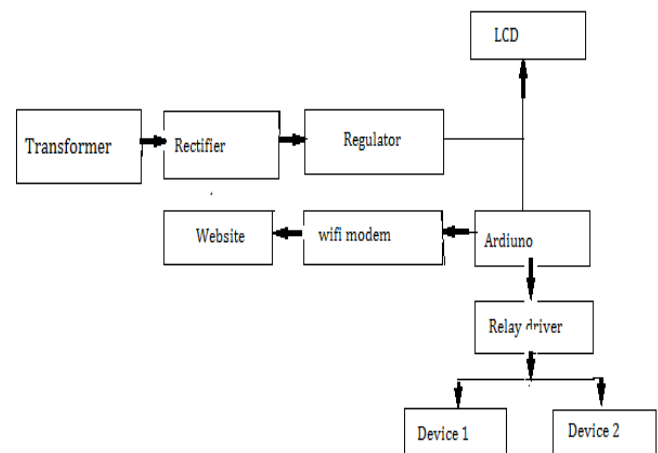 LCD
Transformer
Rectifier
Regulator
Website
wifi modem
Ardiuno
Relay driver
Device 1
Device 2